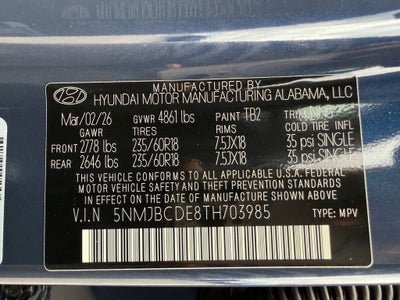 MANUFACTURED BY
HYUNDAI MOTOR MANUFACTURING ALABAMA, LLC
Mar/02/26 GVWR 4861 lbs PAINT TB2 TRIM
GAWR TIRES RIMS COLD INFL
FRONT 2778 lbs 235/60R18 7.5JX18 35 psi SINGLE
REAR 2646 lbs 235/60R18 7.5JX18 35 psi SINGLE
THIS VEHICLE CONFORMS TO ALL APPLICABLE U.S.A FEDERAL
MOTOR VEHICLE SAFETY AND THEFT PREVENTION STANDARDS
IN EFFECT ON THE DATE OF MANUFACTURE SHOWN ABOVE.
V.I.N 5NMJBCDE8TH703985 TYPE: MPV